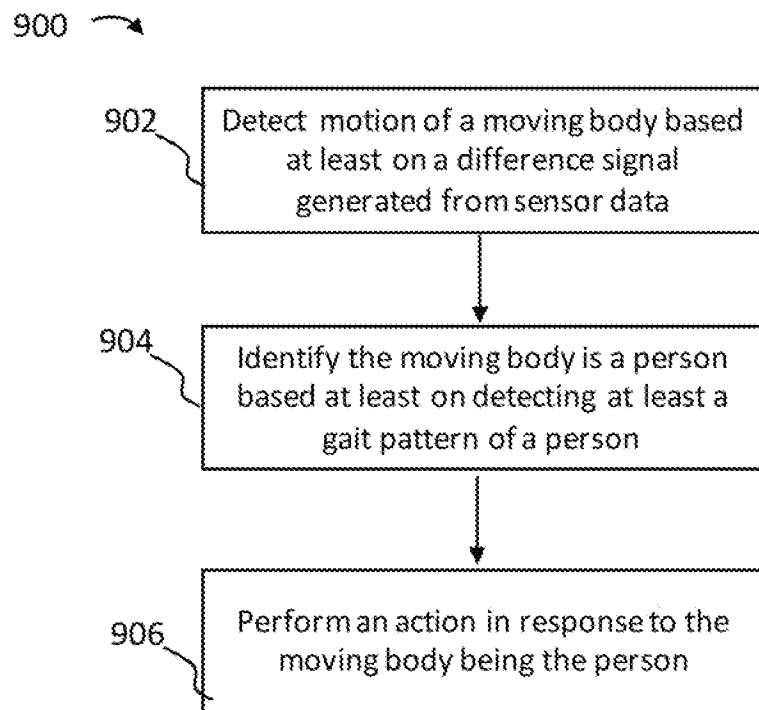 900
902
Detect motion of a moving body based
at least on a difference signal
generated from sensor data
904
Identify the moving body is a person
based at least on detecting at least a
gait pattern of a person
906
Perform an action in response to the
moving body being the person